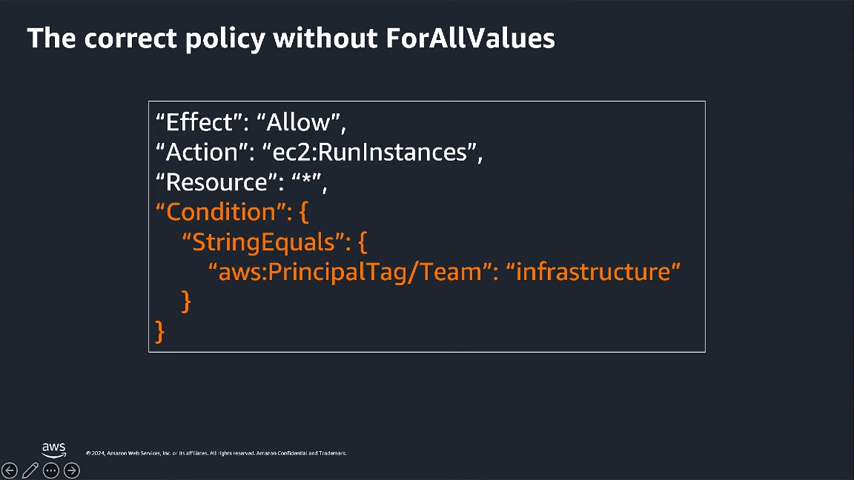 The correct policy without ForAllValues
“Effect”: “Allow”,
“Action”: “ec2:RunInstances”,
“Resource”: “*”,
“Condition”: {
“StringEquals”: {
“aws:PrincipalTag/Team”: “infrastructure”
}
}
aws
© 2024, Amazon Web Services, Inc. or its affiliates. All rights reserved. Amazon Confidential and Trademark.